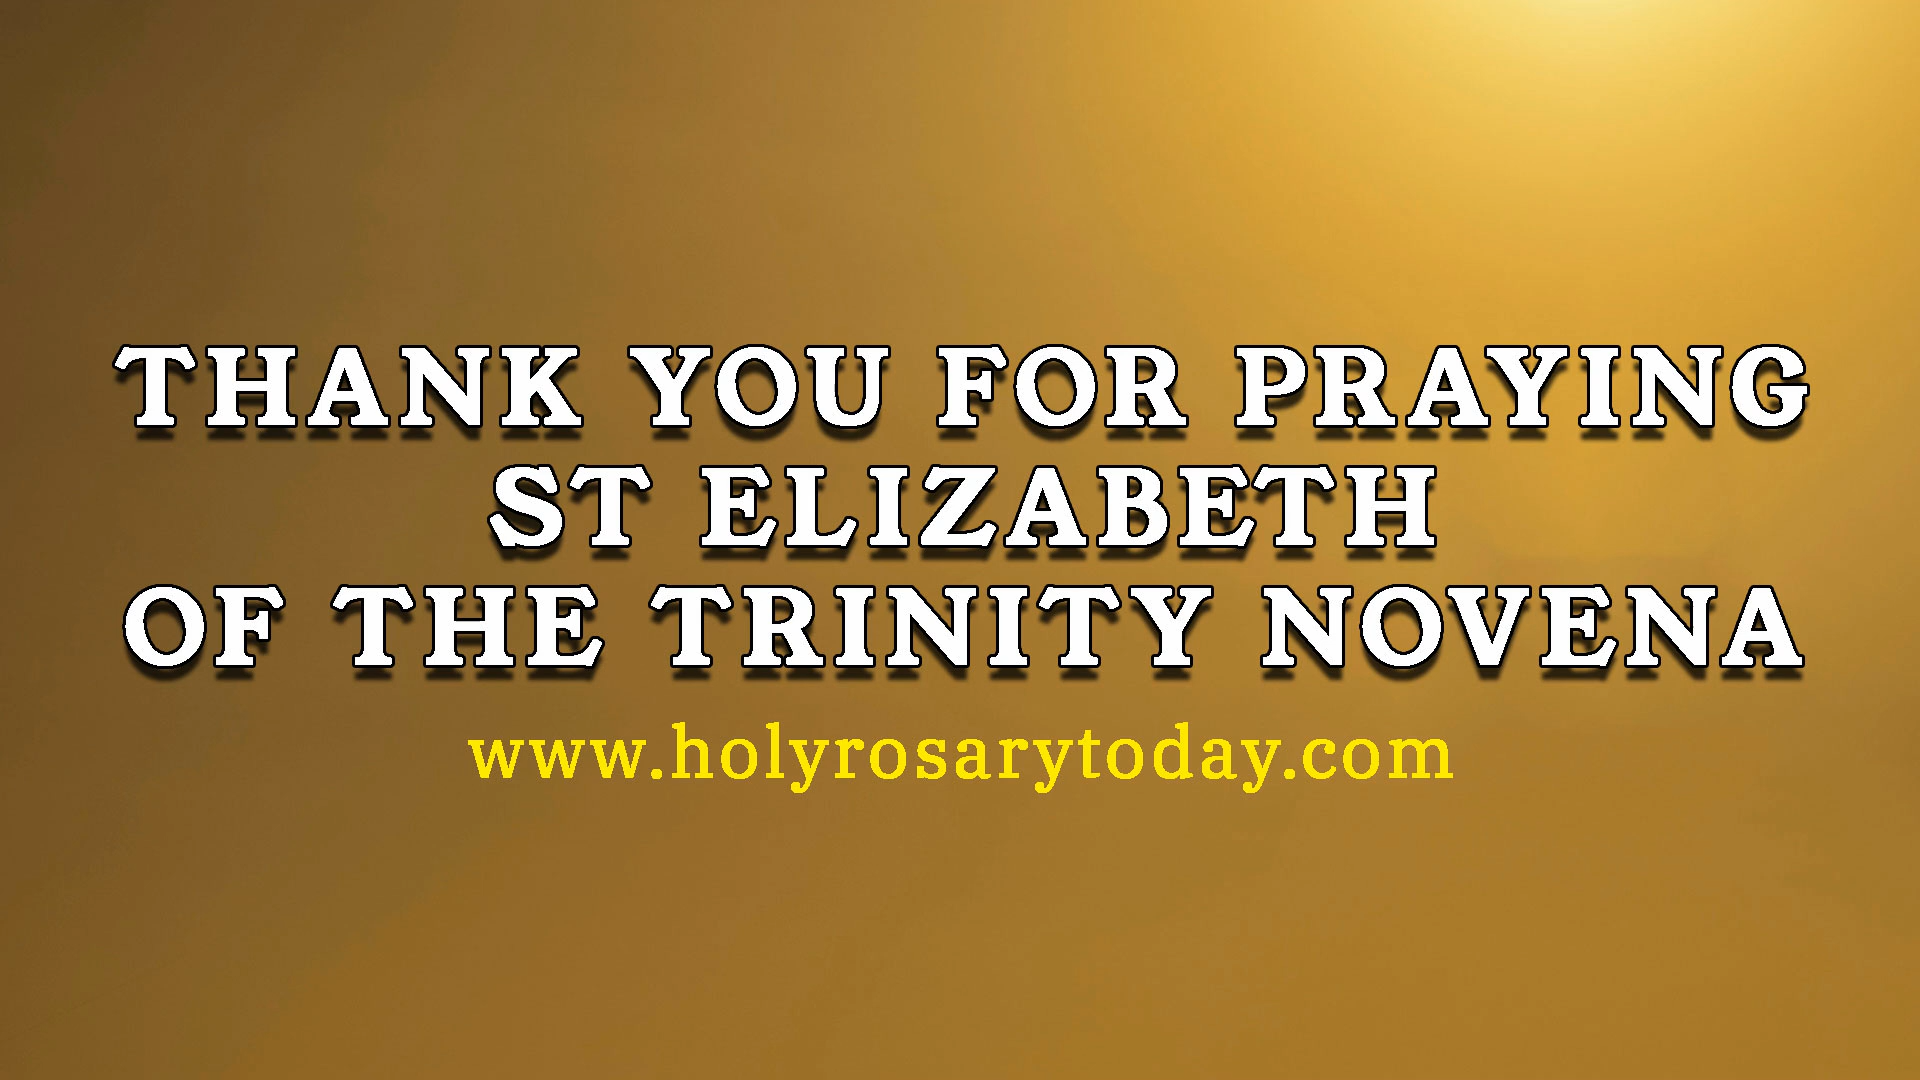 THANK YOU FOR PRAYING
ST ELIZABETH
OF THE TRINITY NOVENA
www.holyrosarytoday.com